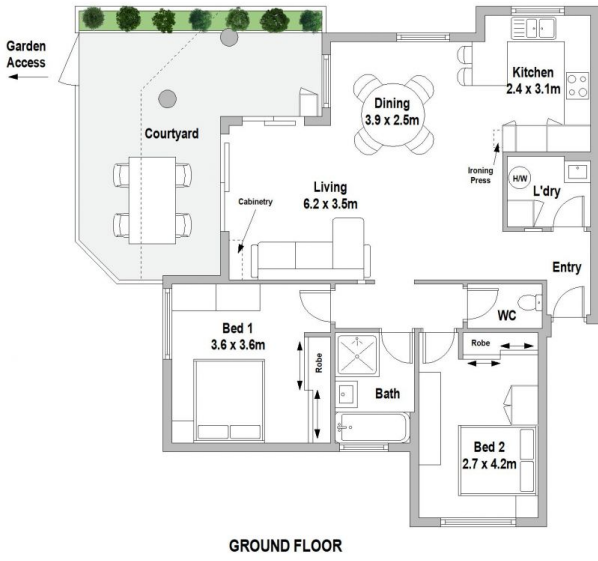 Garden
Access
Kitchen
2.4 x 3.1m
Dining
3.9 x 2.5m
Courtyard
Ironing
Press
H/W
L'dry
Living
6.2 x 3.5m
Cabinetry
Entry
WC
Bed 1
3.6 x 3.6m
Robe
Robe
Bath
Bed 2
2.7 x 4.2m
GROUND FLOOR